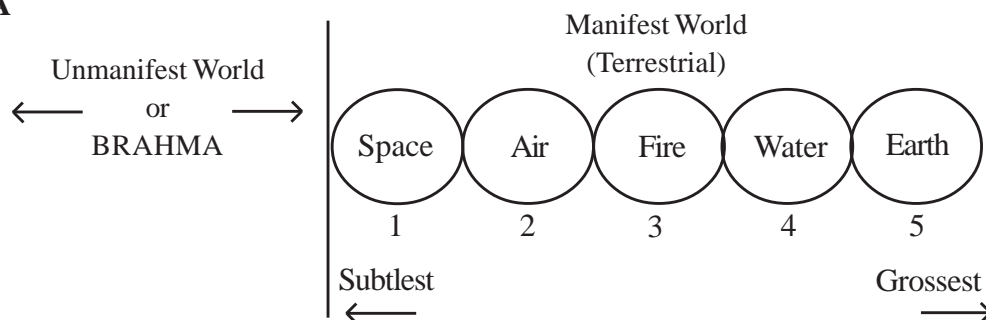 A
Manifest World
(Terrestrial)
Unmanifest World
or
BRAHMA
Space Air Fire Water Earth
1 2 3 4 5
Subtlest Grossest